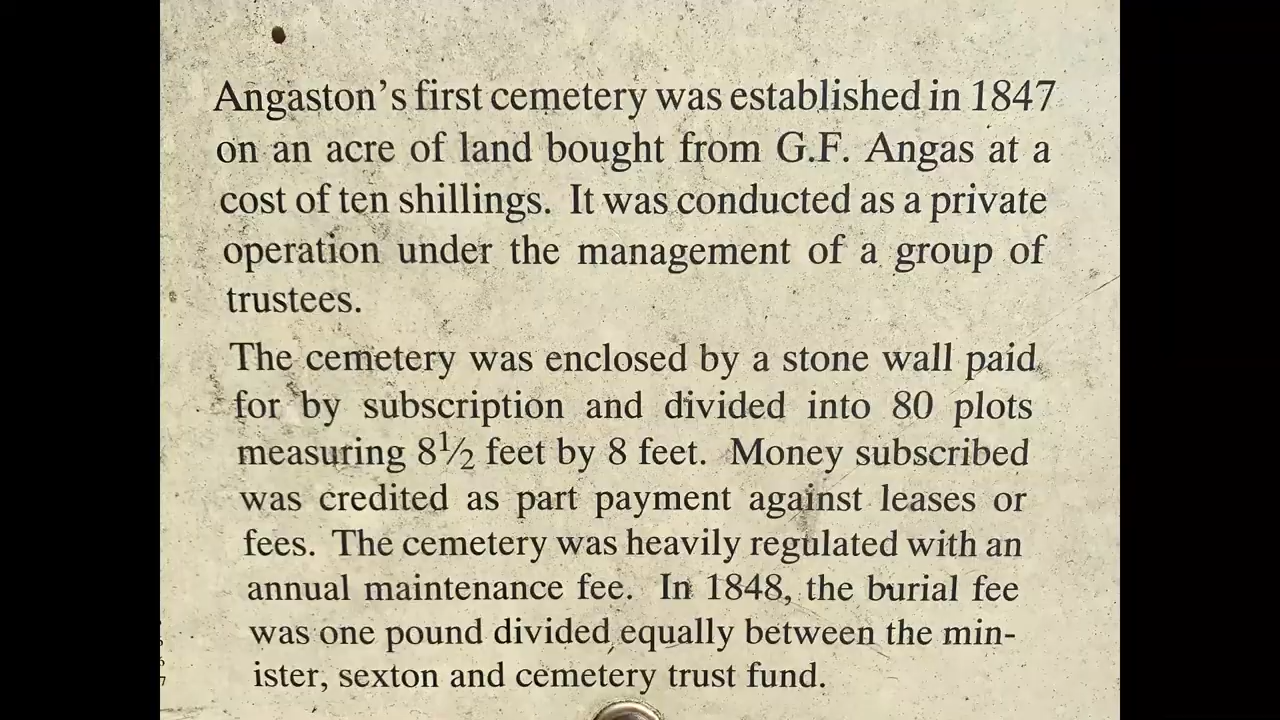 Angaston's first cemetery was established in 1847
on an acre of land bought from G.F. Angas at a
cost of ten shillings. It was conducted as a private
operation under the management of a group of
trustees.
The cemetery was enclosed by a stone wall paid
for by subscription and divided into 80 plots
measuring 8½ feet by 8 feet. Money subscribed
was credited as part payment against leases or
fees. The cemetery was heavily regulated with an
annual maintenance fee. In 1848, the burial fee
was one pound divided equally between the min-
ister, sexton and cemetery trust fund.